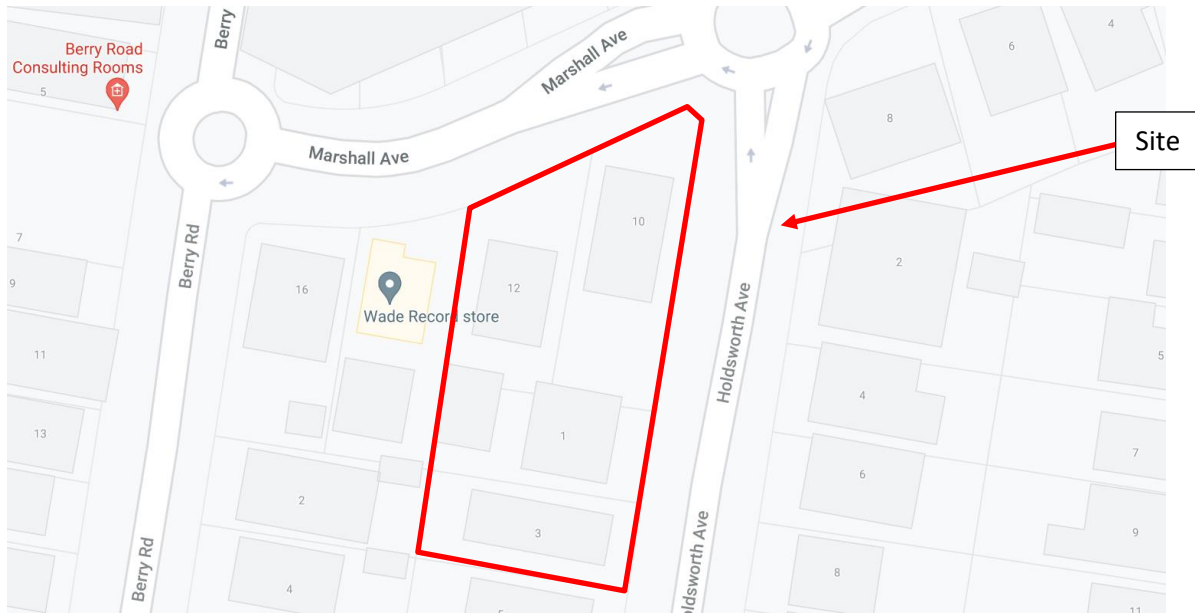 Berry
Berry Road
Consulting Rooms
5
Marshall Ave
6
4
8
Site
Marshall Ave
10
7
Berry Rd
9
16
12
2
Wade Record store
Holdsworth Ave
11
5
4
1
13
7
6
2
3
9
Berry Rd
4
8
Holdsworth Ave
11